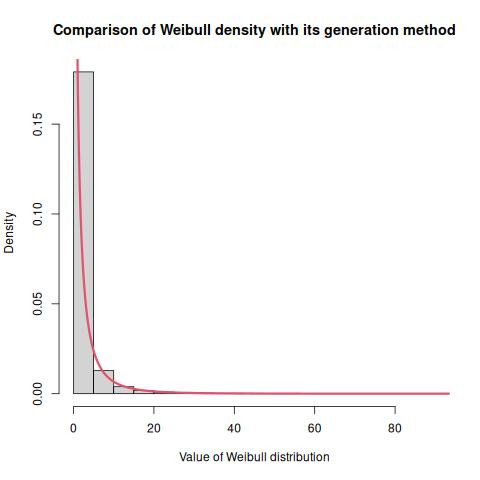 Comparison of Weibull density with its generation method
Density
0.15
0.10
0.05
0.00
0 20 40 60 80
Value of Weibull distribution